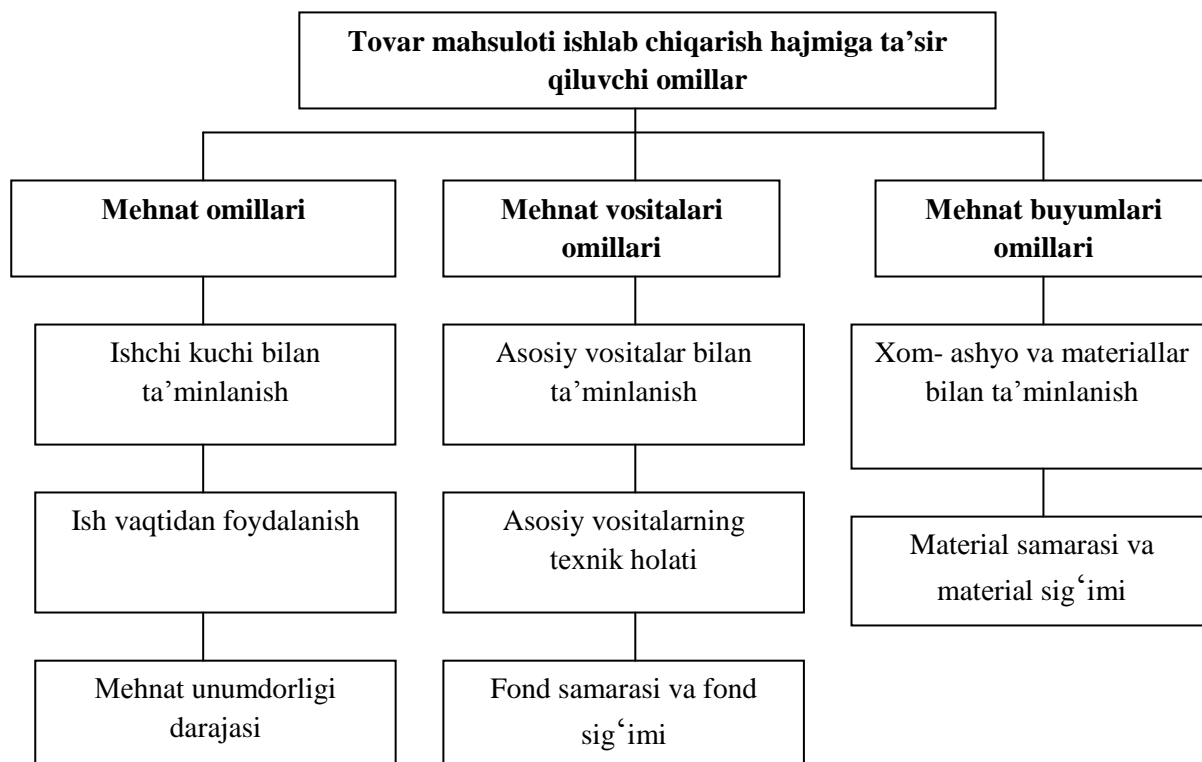 Tovar mahsuloti ishlab chiqarish hajmiga ta’sir
qiluvchi omillar
Mehnat omillari
Mehnat vositalari
omillari
Mehnat buyumlari
omillari
Ishchi kuchi bilan
ta’minlanish
Asosiy vositalar bilan
ta’minlanish
Xom- ashyo va materiallar
bilan ta’minlanish
Ish vaqtidan foydalanish
Asosiy vositalarning
texnik holati
Material samarasi va
material sig‘imi
Mehnat unumdorligi
darajasi
Fond samarasi va fond
sig‘imi